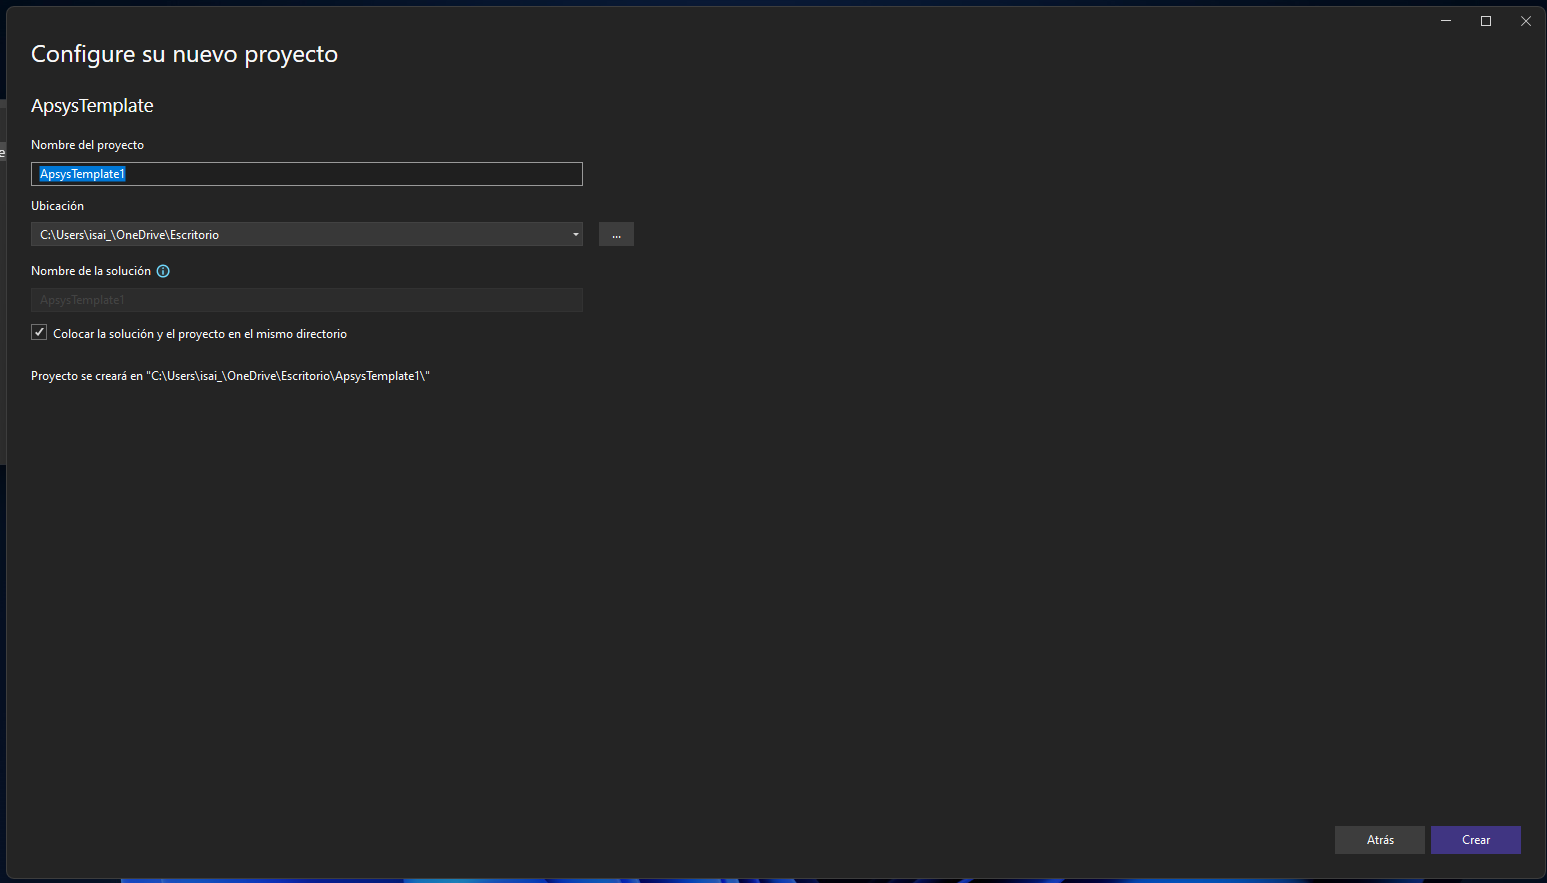 Configure su nuevo proyecto
ApsysTemplate
Nombre del proyecto
ApsysTemplate1
Ubicación
C:\Users\isai_\OneDrive\Escritorio
...
Nombre de la solución
ApsysTemplate1
Colocar la solución y el proyecto en el mismo directorio
Proyecto se creará en "C:\Users\isai_\OneDrive\Escritorio\ApsysTemplate1\"
Atrás
Crear